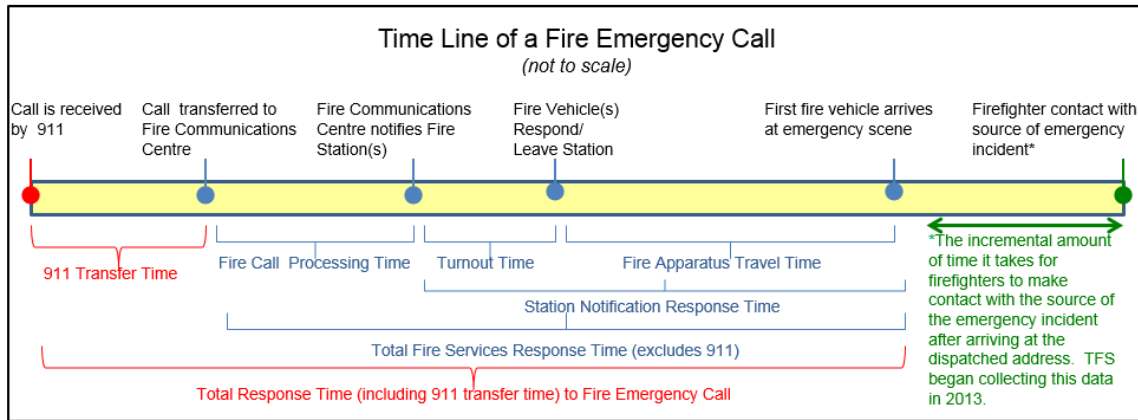 Time Line of a Fire Emergency Call
(not to scale)
Call is received
by 911
Call transferred to
Fire Communications
Centre
Fire Communications
Centre notifies Fire
Station(s)
Fire Vehicle(s)
Respond/
Leave Station
First fire vehicle arrives
at emergency scene
Firefighter contact with
source of emergency
incident*
911 Transfer Time
Fire Call Processing Time
Turnout Time
Fire Apparatus Travel Time
Station Notification Response Time
Total Fire Services Response Time (excludes 911)
Total Response Time (including 911 transfer time) to Fire Emergency Call
*The incremental amount
of time it takes for
firefighters to make
contact with the source of
the emergency incident
after arriving at the
dispatched address. TFS
began collecting this data
in 2013.